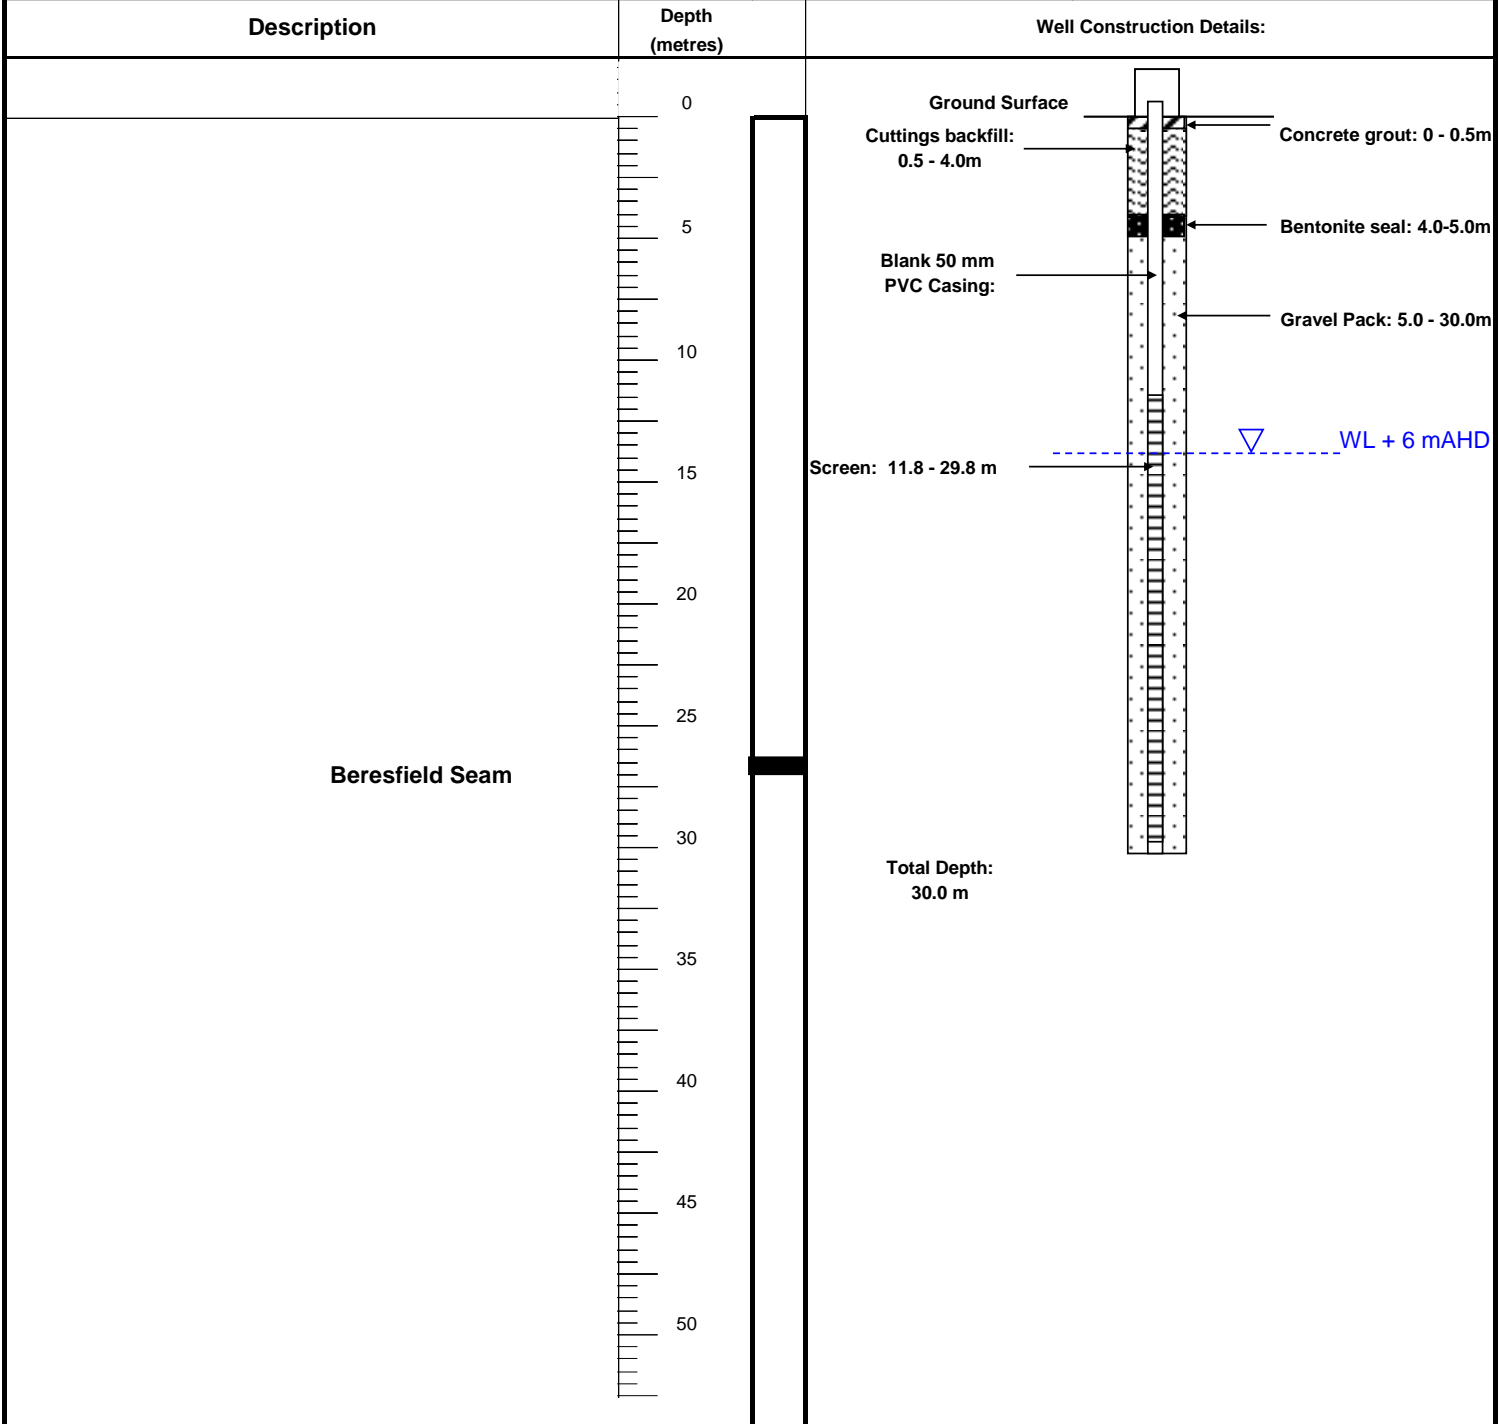 Description
Depth
(metres)
Well Construction Details:
0
Ground Surface
Cuttings backfill:
0.5 - 4.0m
Concrete grout: 0 - 0.5m
5
Bentonite seal: 4.0-5.0m
Blank 50 mm
PVC Casing:
Gravel Pack: 5.0 - 30.0m
10
WL + 6 mAHD
15
Screen: 11.8 - 29.8 m
20
25
Beresfield Seam
30
Total Depth:
30.0 m
35
40
45
50